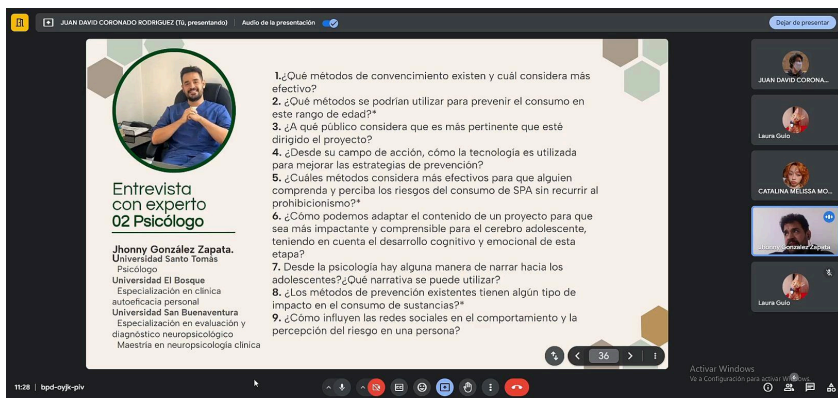 JUAN DAVID CORONADO RODRIGUEZ (Tú, presentando)
Audio de la presentación
Dejar de presentar
1.¿Qué métodos de convencimiento existen y cuál considera más
efectivo?
2. ¿Qué métodos se podrían utilizar para prevenir el consumo en
este rango de edad?*
3. ¿A qué público considera que es más pertinente que esté
dirigido el proyecto?
4. ¿Desde su campo de acción, cómo la tecnología es utilizada
para mejorar las estrategias de prevención?
5. ¿Cuáles métodos considera más efectivos para que alguien
comprenda y perciba los riesgos del consumo de SPA sin recurrir al
prohibicionismo?*
6. ¿Cómo podemos adaptar el contenido de un proyecto para que
sea más impactante y comprensible para el cerebro adolescente,
teniendo en cuenta el desarrollo cognitivo y emocional de esta
etapa?
7. Desde la psicología hay alguna manera de narrar hacia los
adolescentes?¿Qué narrativa se puede utilizar?
8. ¿Los métodos de prevención existentes tienen algún tipo de
impacto en el consumo de sustancias?*
9. ¿Cómo influyen las redes sociales en el comportamiento y la
percepción del riesgo en una persona?
Entrevista
con experto
02 Psicólogo
Jhonny González Zapata.
Universidad Santo Tomás
Psicólogo
Universidad El Bosque
Especialización en clínica
autoeficacia personal
Universidad San Buenaventura
Especialización en evaluación y
diagnóstico neuropsicológico
Maestría en neuropsicología clínica
36
JUAN DAVID CORONA...
Laura Gulo
CATALINA MELISSA MO...
Jhonny González Zapata
Laura Gulo
Activar Windows
Ve a Configuración para activar Windows.
11:28
bpd-oyjk-piv